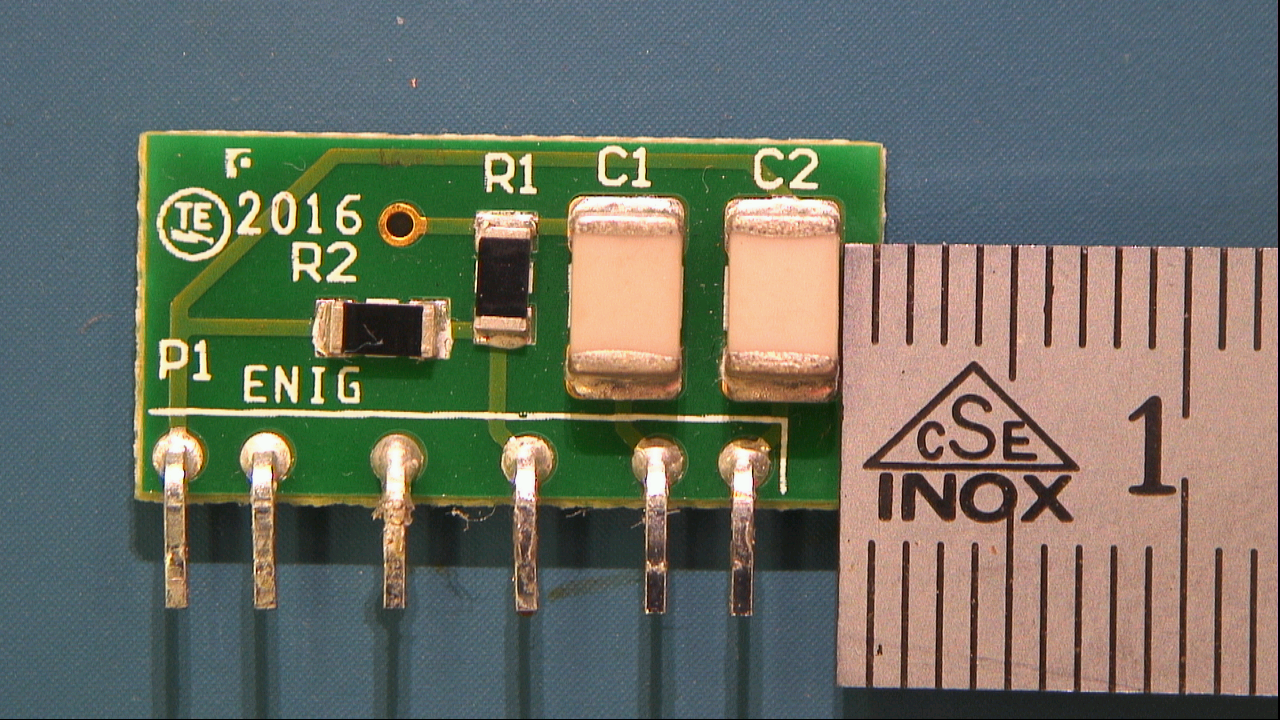 R1 C1 C2
TE 2016
R2
P1
ENIG
CSE
INOX
1